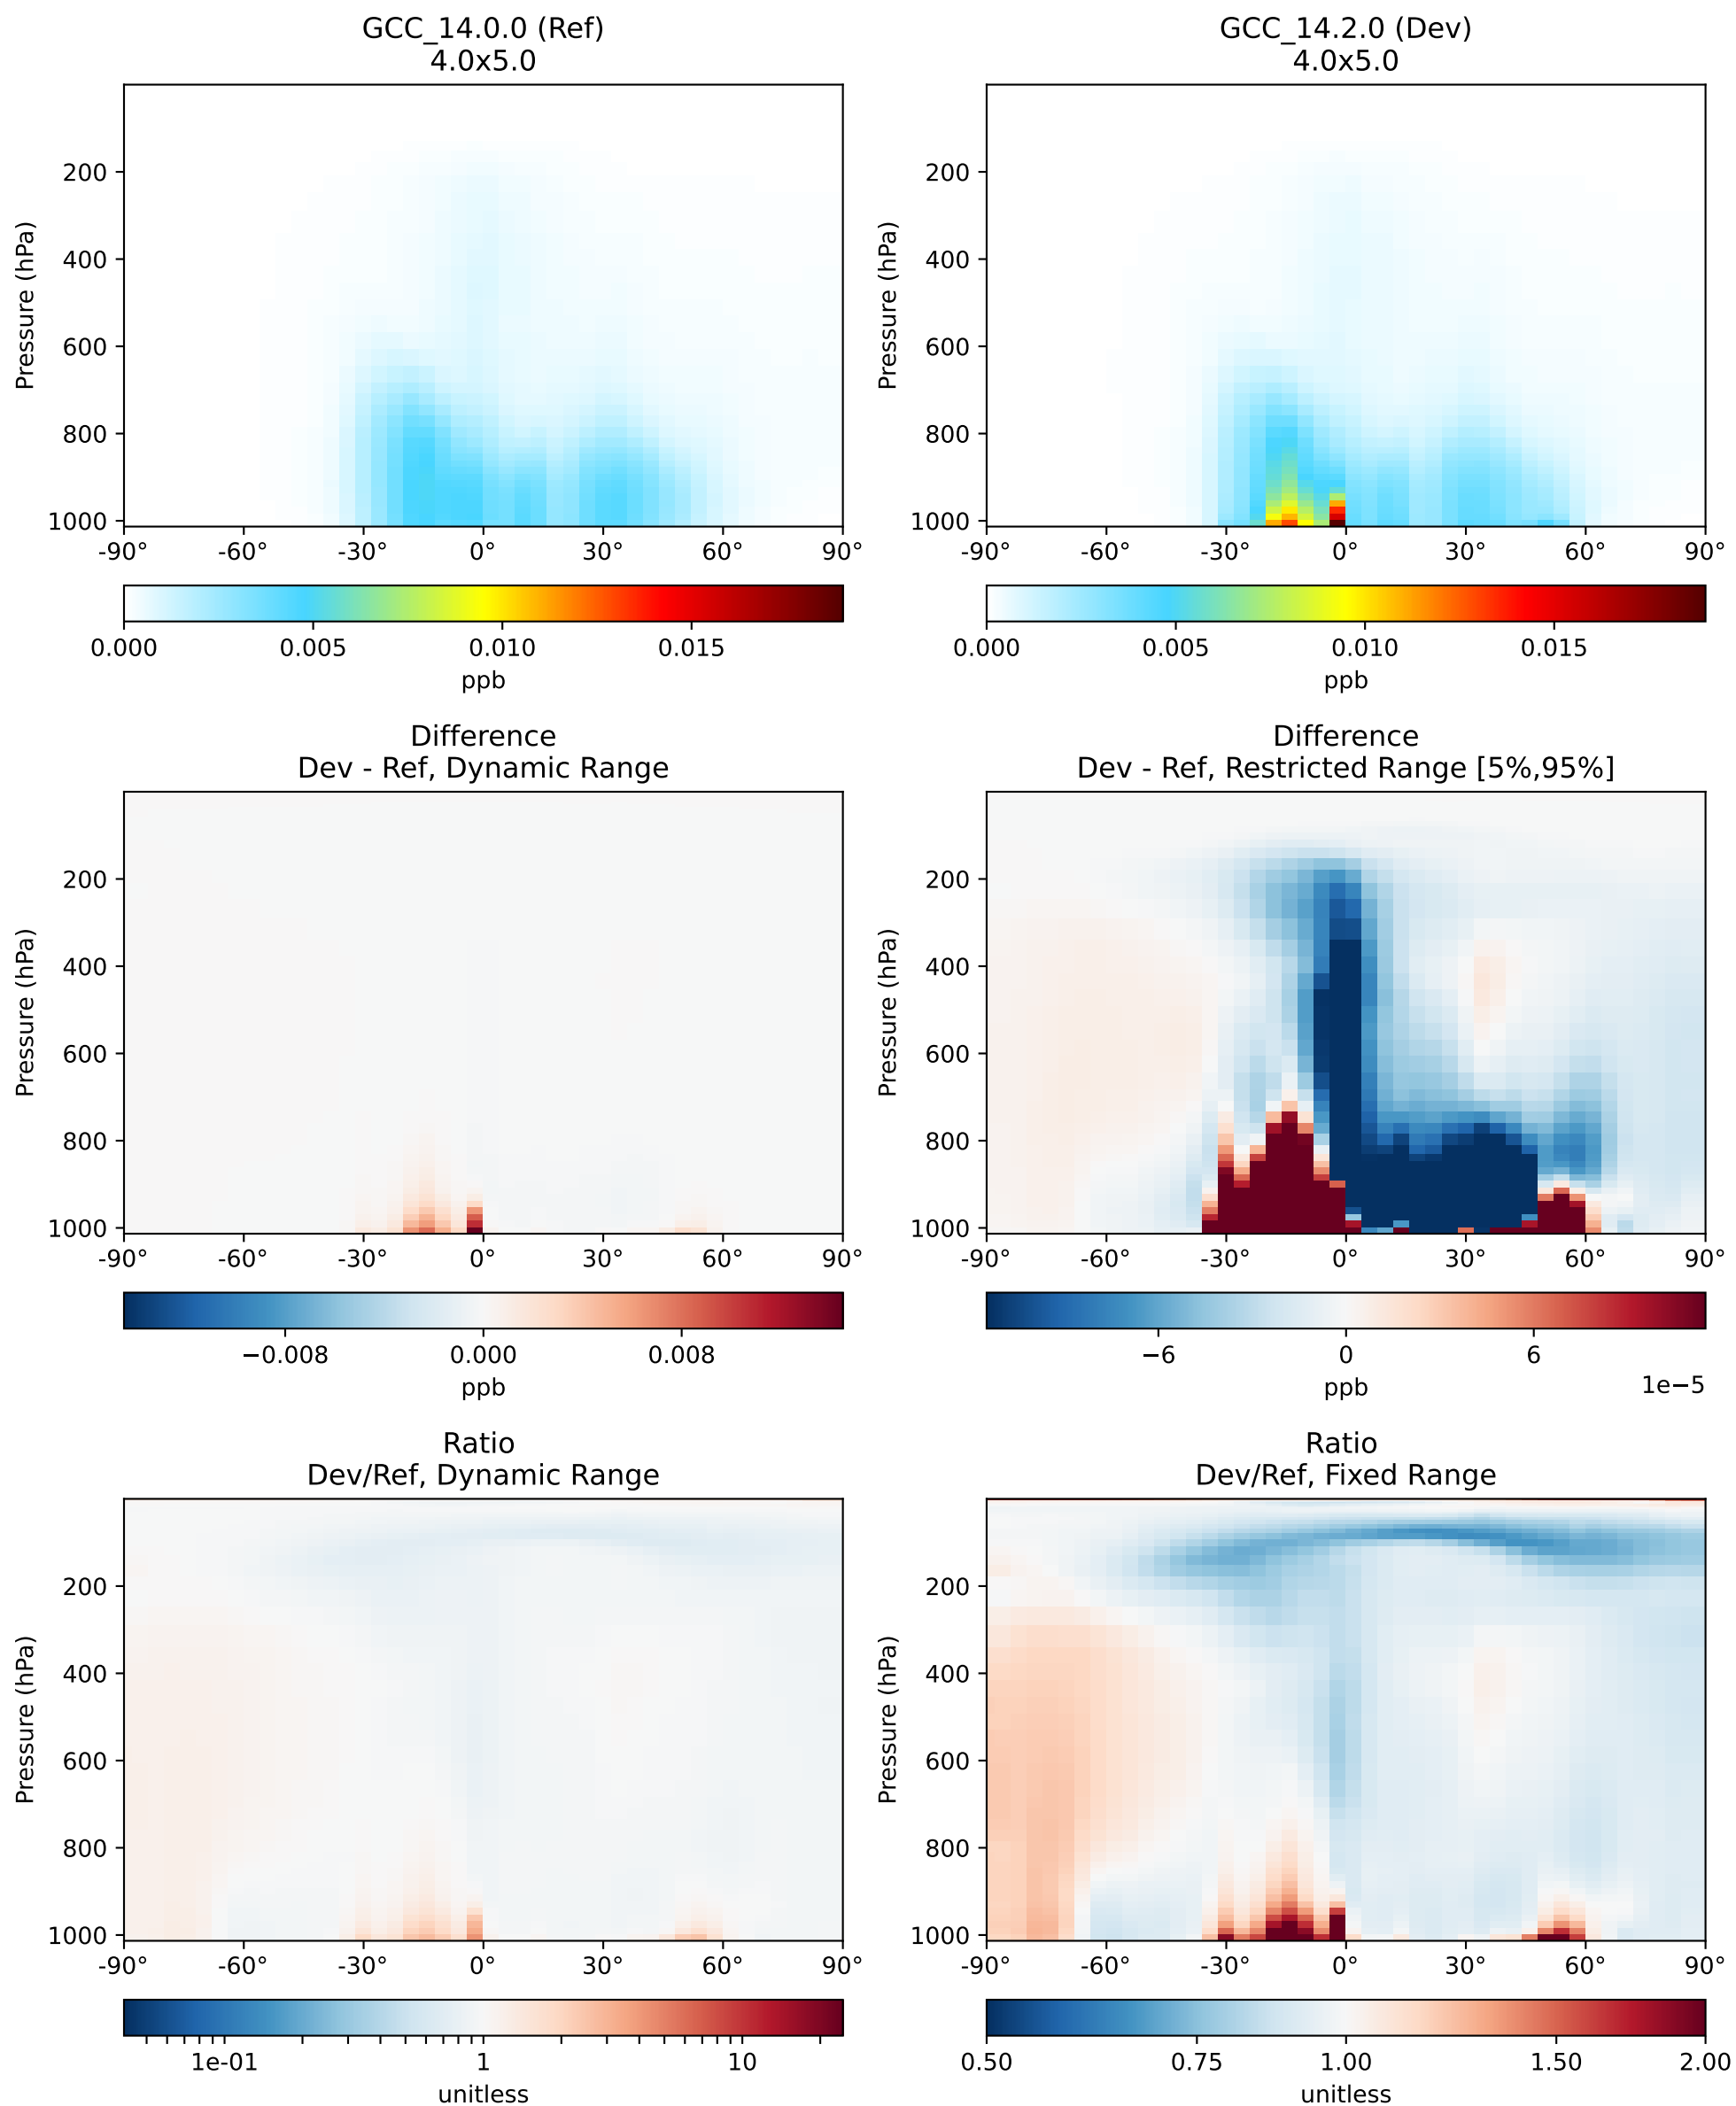 GCC_14.0.0 (Ref)
4.0x5.0
Pressure (hPa)
200
400
600
800
1000
-90° -60° -30° 0° 30° 60° 90°
0.000 0.005 0.010 0.015
ppb
GCC_14.2.0 (Dev)
4.0x5.0
Pressure (hPa)
200
400
600
800
1000
-90° -60° -30° 0° 30° 60° 90°
0.000 0.005 0.010 0.015
ppb
Difference
Dev - Ref, Dynamic Range
Pressure (hPa)
200
400
600
800
1000
-90° -60° -30° 0° 30° 60° 90°
−0.008 0.000 0.008
ppb
Difference
Dev - Ref, Restricted Range [5%,95%]
Pressure (hPa)
200
400
600
800
1000
-90° -60° -30° 0° 30° 60° 90°
−6 0 6
1e−5
ppb
Ratio
Dev/Ref, Dynamic Range
Pressure (hPa)
200
400
600
800
1000
-90° -60° -30° 0° 30° 60° 90°
1e-01 1 10
unitless
Ratio
Dev/Ref, Fixed Range
Pressure (hPa)
200
400
600
800
1000
-90° -60° -30° 0° 30° 60° 90°
0.50 0.75 1.00 1.50 2.00
unitless